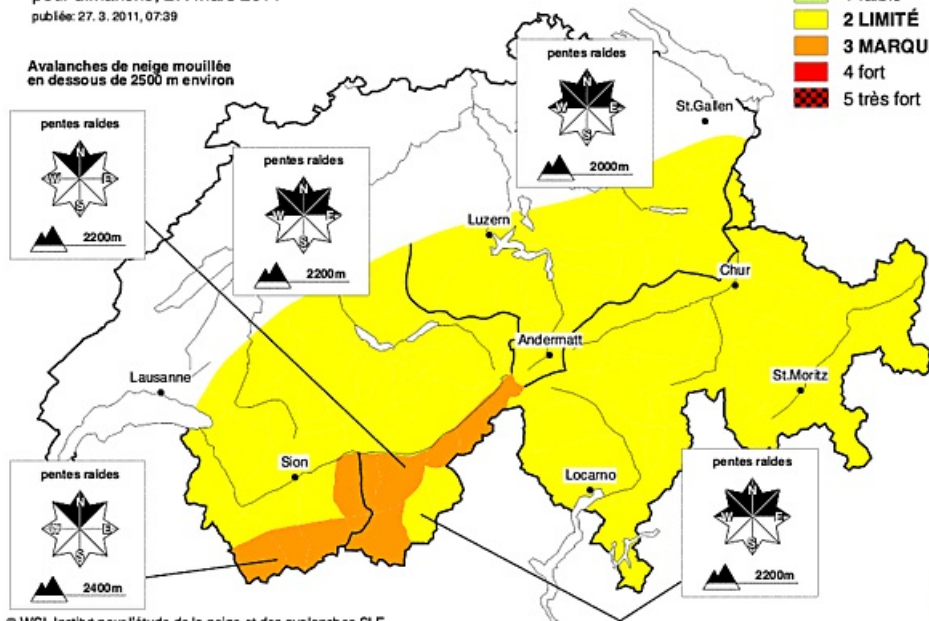 publiée: 27. 3. 2011, 07:39
Avalanches de neige mouillée
en dessous de 2500 m environ
2 LIMITÉ
3 MARQU
4 fort
5 très fort
pentes raides
N
W E
S
2200m
pentes raides
N
W E
S
2200m
pentes raides
N
W E
S
2000m
St.Gallen
Luzern
Chur
Andermatt
St.Moritz
Lausanne
Sion
Locarno
pentes raides
N
W E
S
2400m
pentes raides
N
W E
S
2200m